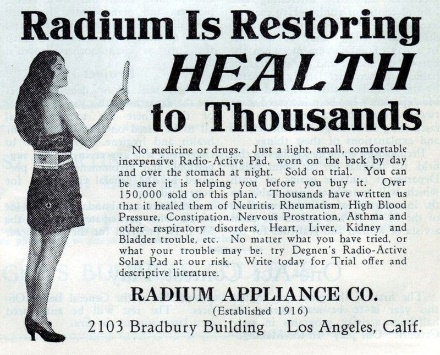 Radium Is Restoring
HEALTH
to Thousands
No medicine or drugs. Just a light, small, comfortable
inexpensive Radio-Active Pad, worn on the back by day
and over the stomach at night. Sold on trial. You can
be sure it is helping you before you buy it. Over
150,000 sold on this plan. Thousands have written us
that it healed them of Neuritis, Rheumatism, High Blood
Pressure, Constipation, Nervous Prostration, Asthma and
other respiratory disorders, Heart, Liver, Kidney and
Bladder trouble, etc. No matter what you have tried, or
what your trouble may be, try Degnen's Radio-Active
Solar Pad at our risk. Write today for Trial offer and
descriptive literature.
RADIUM APPLIANCE CO.
(Established 1916)
2103 Bradbury Building Los Angeles, Calif.